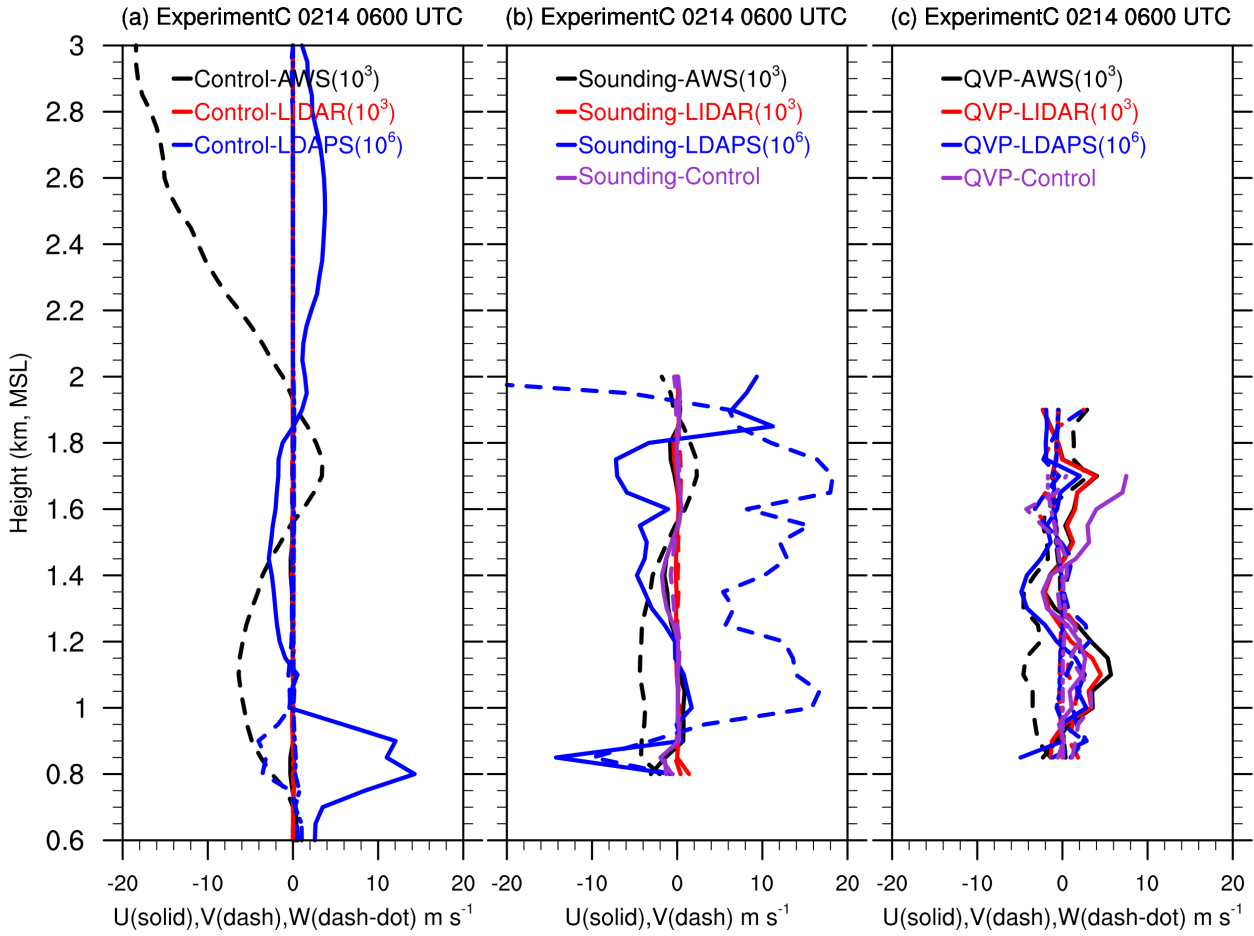 (a) ExperimentC 0214 0600 UTC
(b) ExperimentC 0214 0600 UTC
(c) ExperimentC 0214 0600 UTC
Control-AWS(10³)
Control-LIDAR(10³)
Control-LDAPS(10⁶)
Sounding-AWS(10³)
Sounding-LIDAR(10³)
Sounding-LDAPS(10⁶)
Sounding-Control
QVP-AWS(10³)
QVP-LIDAR(10³)
QVP-LDAPS(10⁶)
QVP-Control
Height (km, MSL)
3
2.8
2.6
2.4
2.2
2
1.8
1.6
1.4
1.2
1
0.8
0.6
-20 -10 0 10 20
-20 -10 0 10 20
-20 -10 0 10 20
U(solid),V(dash),W(dash-dot) m s⁻¹
U(solid),V(dash) m s⁻¹
U(solid),V(dash),W(dash-dot) m s⁻¹